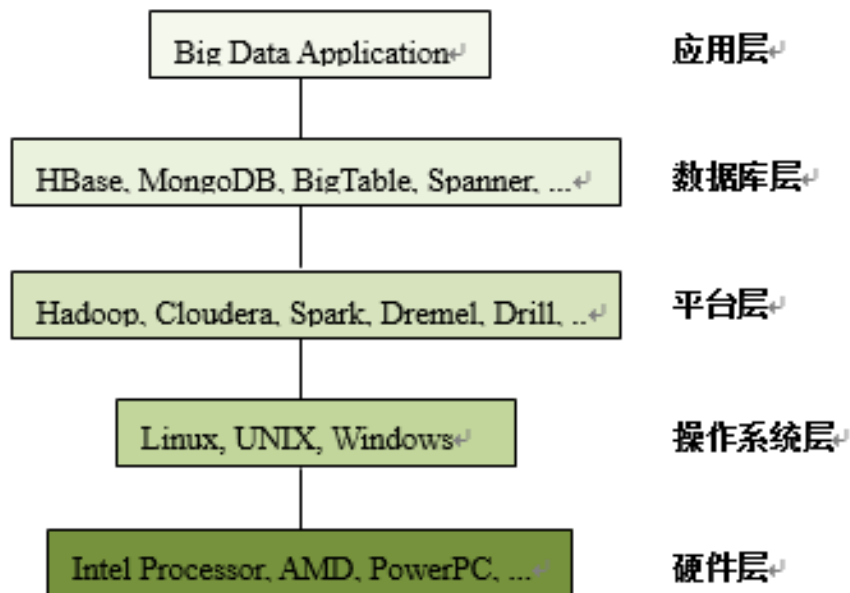 Big Data Application
应用层
HBase, MongoDB, BigTable, Spanner, ...
数据库层
Hadoop, Cloudera, Spark, Dremel, Drill, ..
平台层
Linux, UNIX, Windows
操作系统层
Intel Processor, AMD, PowerPC, ...
硬件层